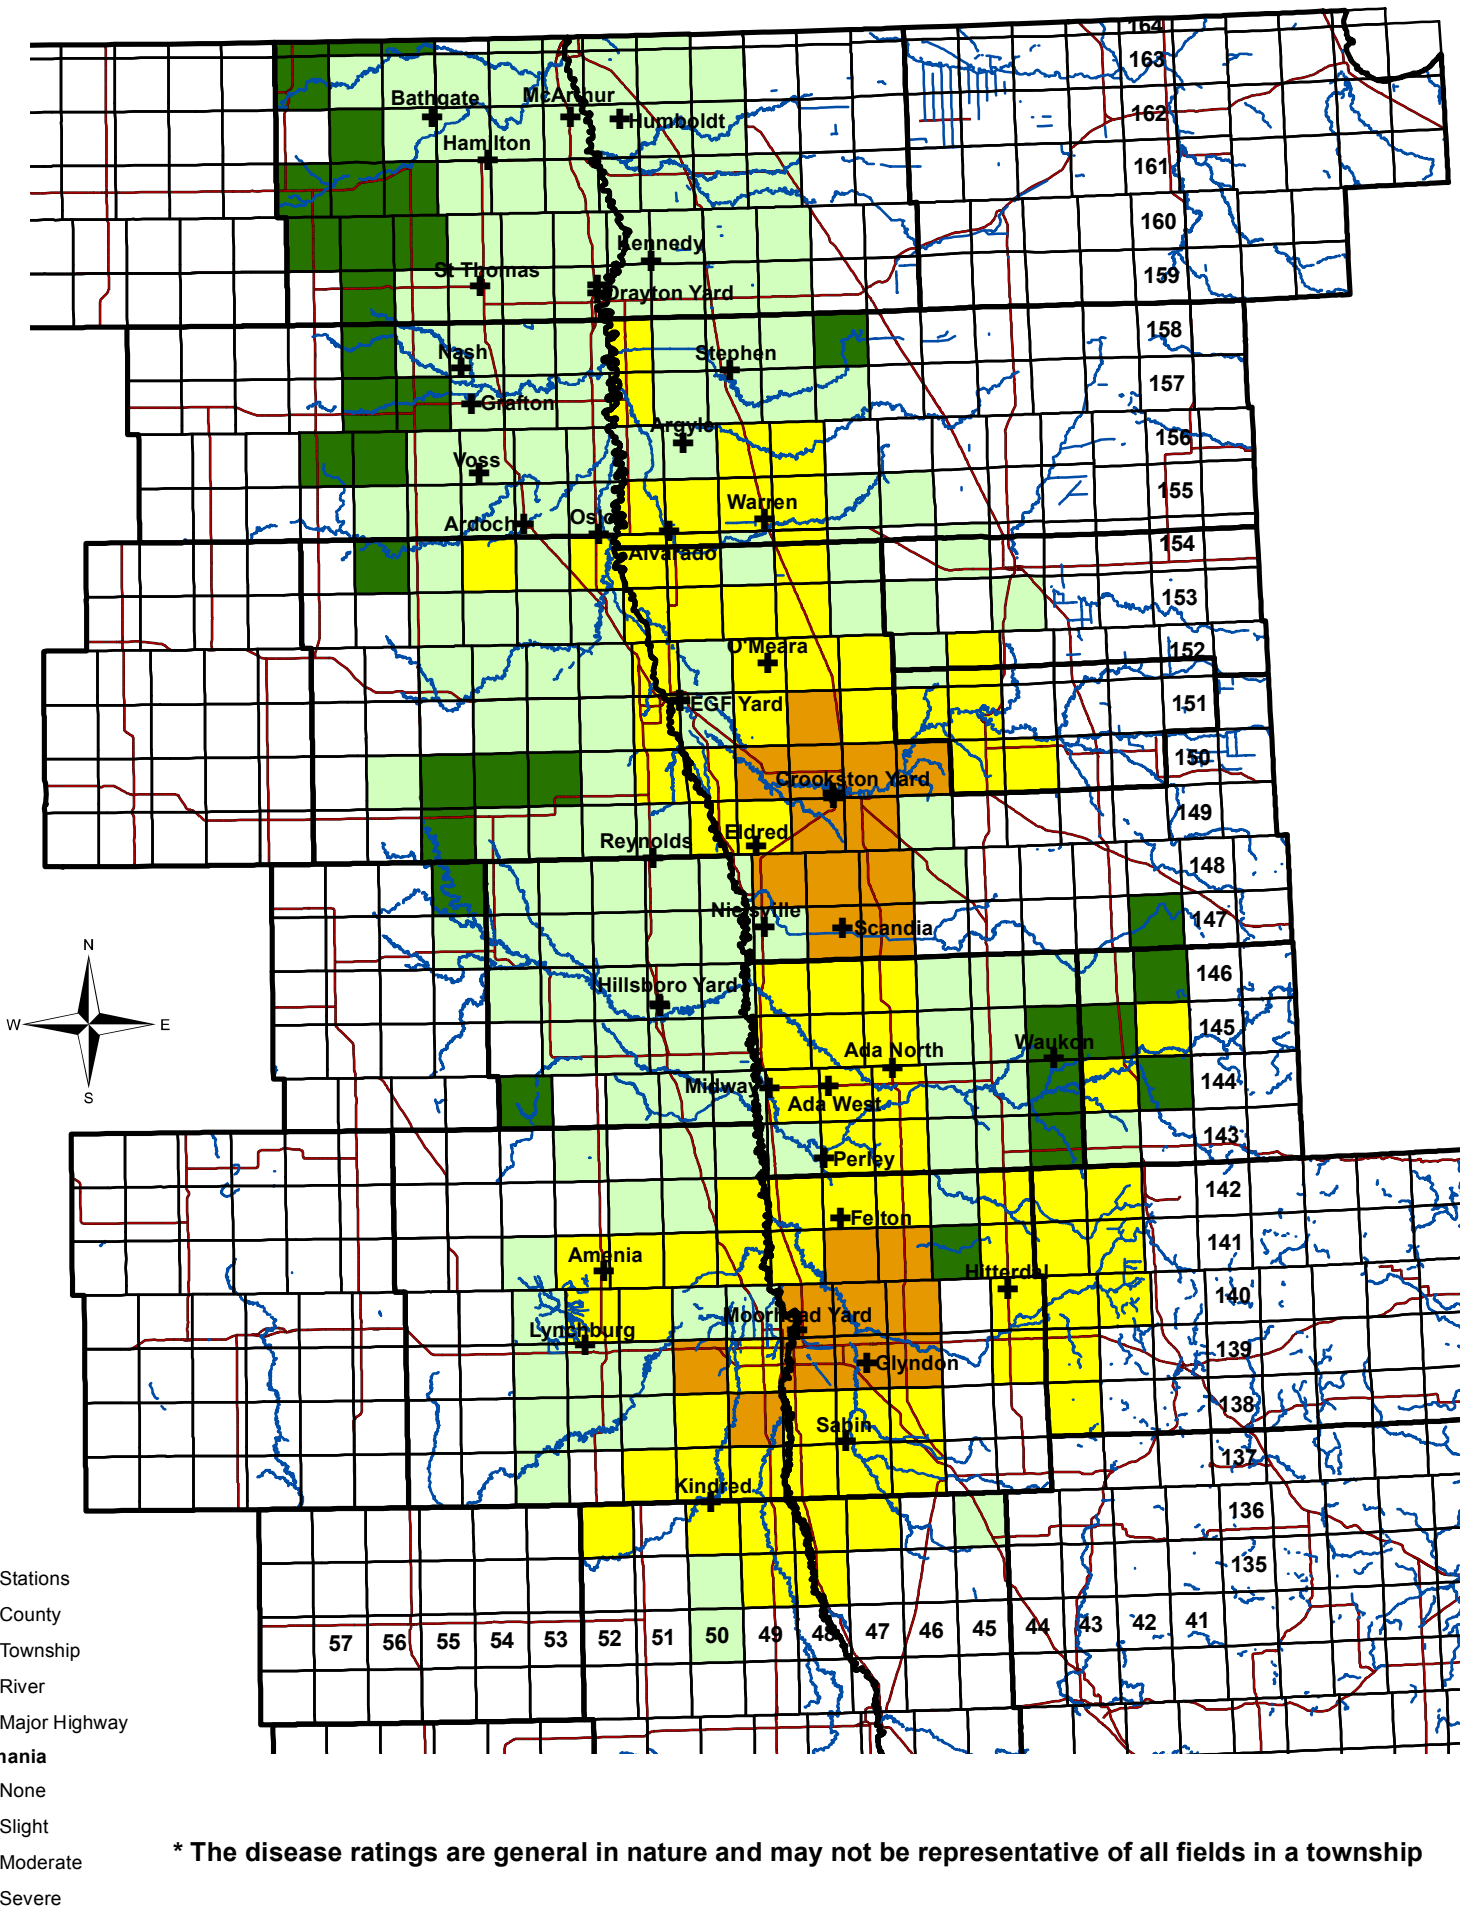 164
163
McArthur
Bathgate
162
Humboldt
Hamilton
161
160
Kennedy
St Thomas
159
Drayton Yard
158
Nash
Stephen
157
Grafton
Argyle
156
Voss
155
Warren
Oslo
Ardoch
154
Alvarado
153
O'Meara
152
EGF Yard
151
150
Crookston Yard
149
Eldred
Reynolds
148
Nielsville
147
Scandia
N
146
Hillsboro Yard
W
E
145
Waukon
Ada North
144
Midway
S
Ada West
143
Perley
142
Felton
141
Amenia
Hitterdal
140
Moorhead Yard
Lynchburg
139
Glyndon
138
Sabin
137
Kindred
136
135
Stations
County
Township
River
Major Highway
nania
None
Slight
Moderate
Severe
57 56 55 54 53 52 51 50 49 48 47 46 45 44 43 42 41
* The disease ratings are general in nature and may not be representative of all fields in a township